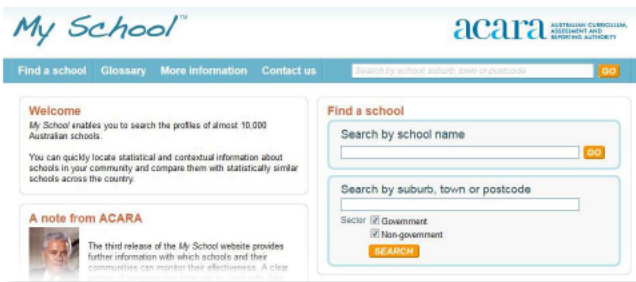 My School™
acara AUSTRALIAN CURRICULUM,
ASSESSMENT AND
REPORTING AUTHORITY
Find a school Glossary More information Contact us Search by school, suburb, town or postcode GO
Welcome
My School enables you to search the profiles of almost 10,000
Australian schools.
You can quickly locate statistical and contextual information about
schools in your community and compare them with statistically similar
schools across the country.
A note from ACARA
The third release of the My School website provides
further information with which schools and their
communities can monitor their effectiveness. A clear
Find a school
Search by school name
GO
Search by suburb, town or postcode
Sector Government
Non-government
SEARCH